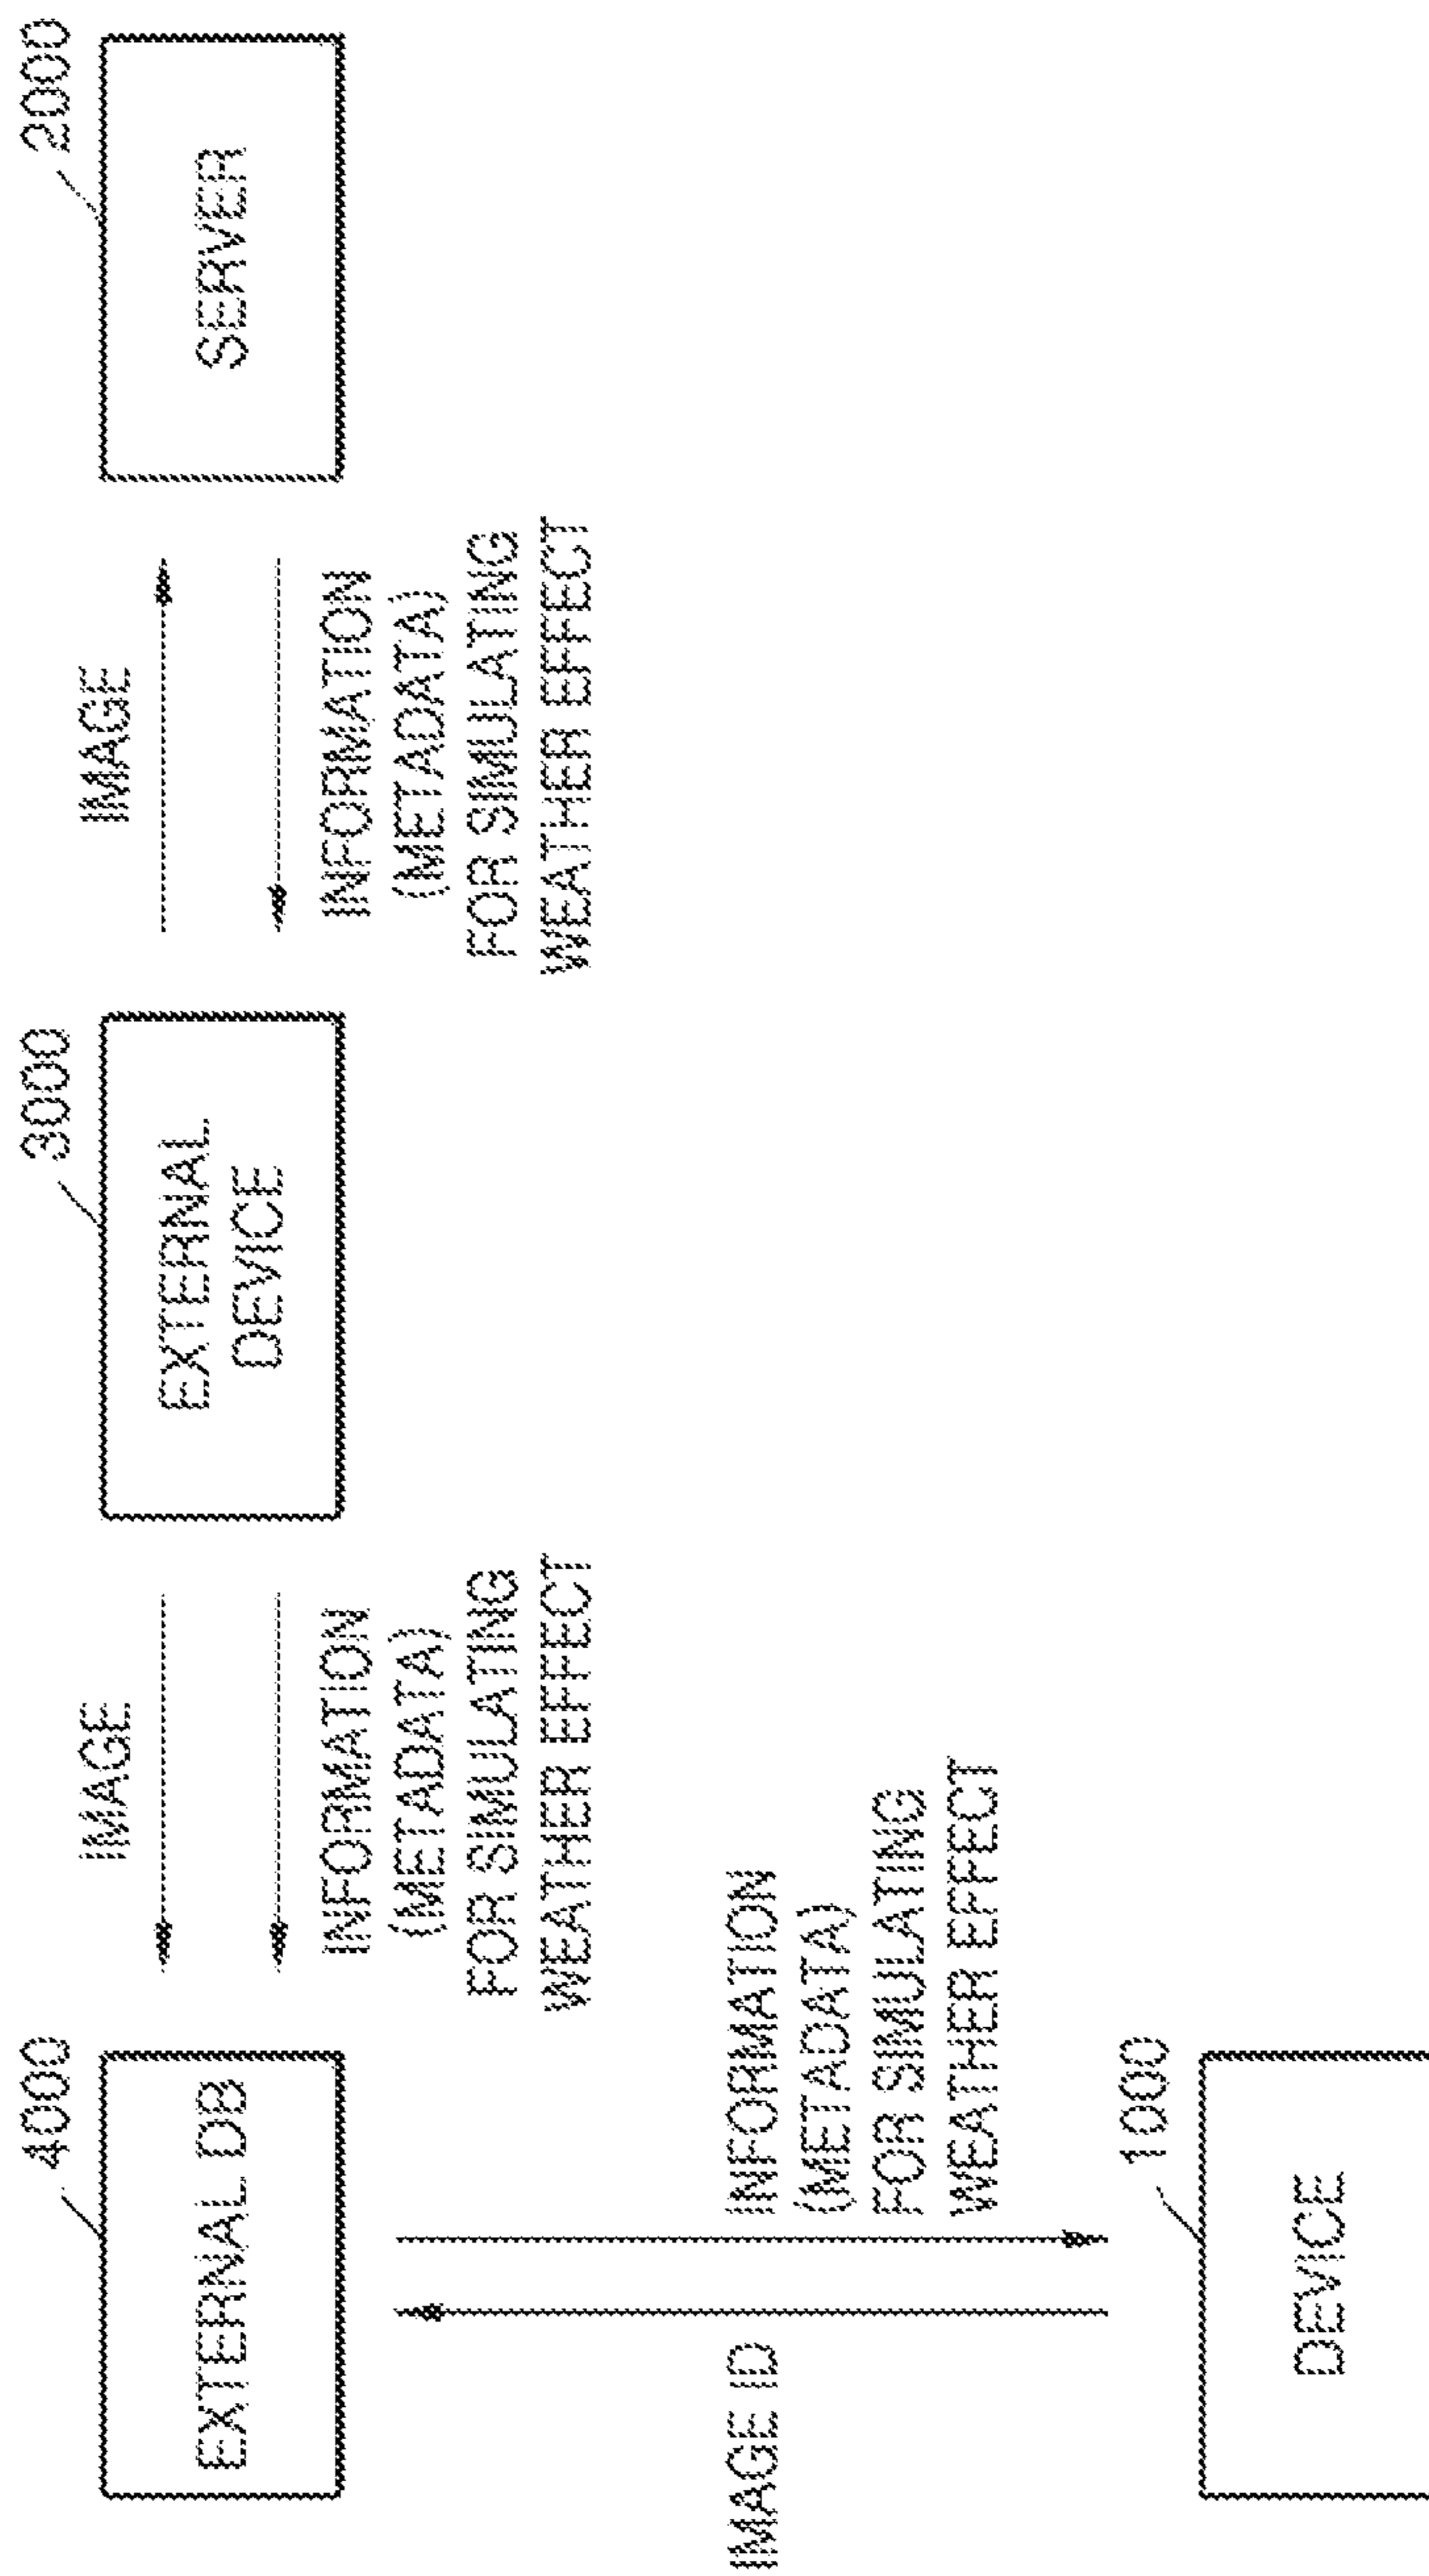 4000
EXTERNAL DB
IMAGE
INFORMATION
(METADATA)
FOR SIMULATING
WEATHER EFFECT
3000
EXTERNAL
DEVICE
IMAGE
INFORMATION
(METADATA)
FOR SIMULATING
WEATHER EFFECT
2000
SERVER
IMAGE ID
INFORMATION
(METADATA)
FOR SIMULATING
WEATHER EFFECT
1000
DEVICE